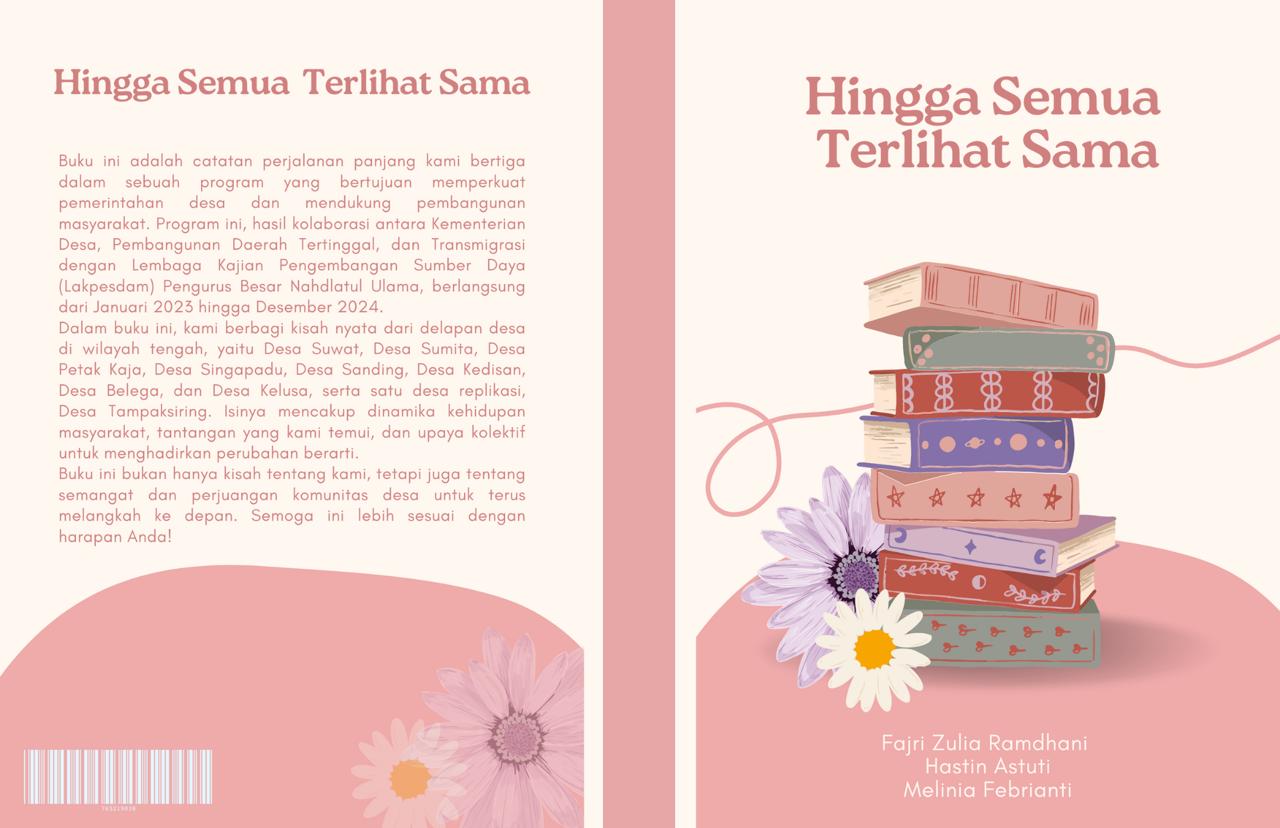 Hingga Semua Terlihat Sama
Buku ini adalah catatan perjalanan panjang kami bertiga
dalam sebuah program yang bertujuan memperkuat
pemerintahan desa dan mendukung pembangunan
masyarakat. Program ini, hasil kolaborasi antara Kementerian
Desa, Pembangunan Daerah Tertinggal, dan Transmigrasi
dengan Lembaga Kajian Pengembangan Sumber Daya
(Lakpesdam) Pengurus Besar Nahdlatul Ulama, berlangsung
dari Januari 2023 hingga Desember 2024.
Dalam buku ini, kami berbagi kisah nyata dari delapan desa
di wilayah tengah, yaitu Desa Suwat, Desa Sumita, Desa
Petak Kaja, Desa Singapadu, Desa Sanding, Desa Kedisan,
Desa Belega, dan Desa Kelusa, serta satu desa replikasi,
Desa Tampaksiring. Isinya mencakup dinamika kehidupan
masyarakat, tantangan yang kami temui, dan upaya kolektif
untuk menghadirkan perubahan berarti.
Buku ini bukan hanya kisah tentang kami, tetapi juga tentang
semangat dan perjuangan komunitas desa untuk terus
melangkah ke depan. Semoga ini lebih sesuai dengan
harapan Anda!
Hingga Semua
Terlihat Sama
Fajri Zulia Ramdhani
Hastin Astuti
Melinia Febrianti